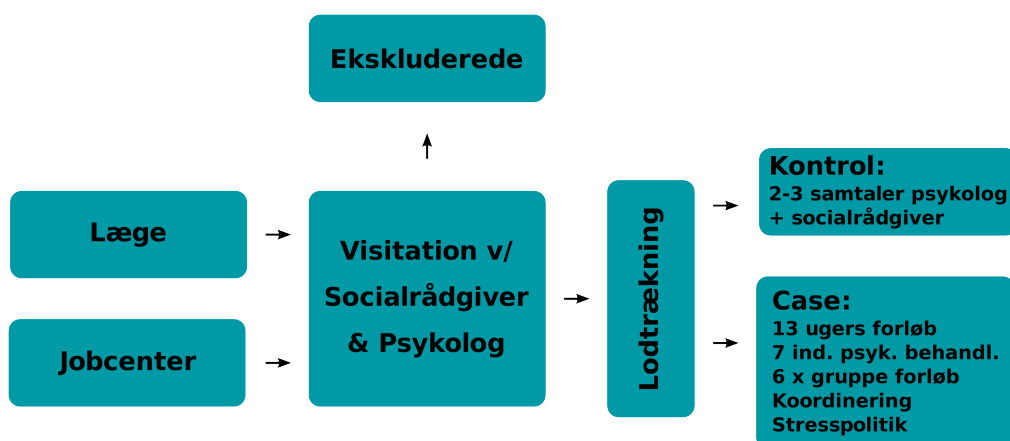 Ekskluderede
Læge
Jobcenter
Visitation v/
Socialrådgiver
& Psykolog
Lodtrækning
Kontrol:
2-3 samtaler psykolog
+ socialrådgiver
Case:
13 ugers forløb
7 ind. psyk. behandl.
6 x gruppe forløb
Koordinering
Stresspolitik